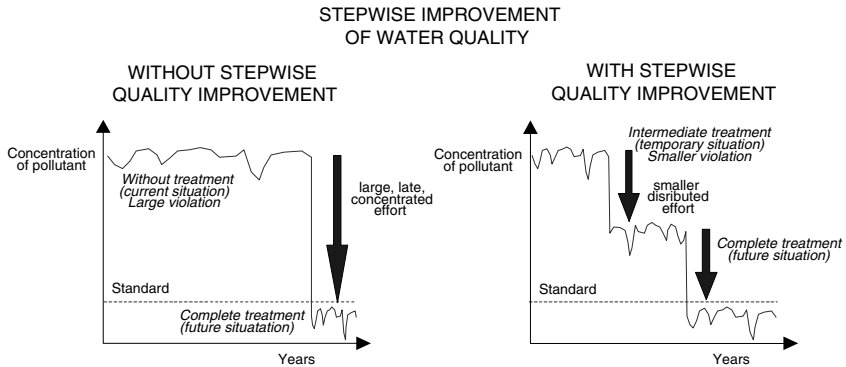 STEPWISE IMPROVEMENT
OF WATER QUALITY
WITHOUT STEPWISE
QUALITY IMPROVEMENT
Concentration
of pollutant
Without treatment
(current situation)
Large violation
large, late,
concentrated
effort
Standard
Complete treatment
(future situatation)
Years
WITH STEPWISE
QUALITY IMPROVEMENT
Concentration
of pollutant
Intermediate treatment
(temporary situation)
Smaller violation
smaller
disributed
effort
Complete treatment
(future situation)
Standard
Years